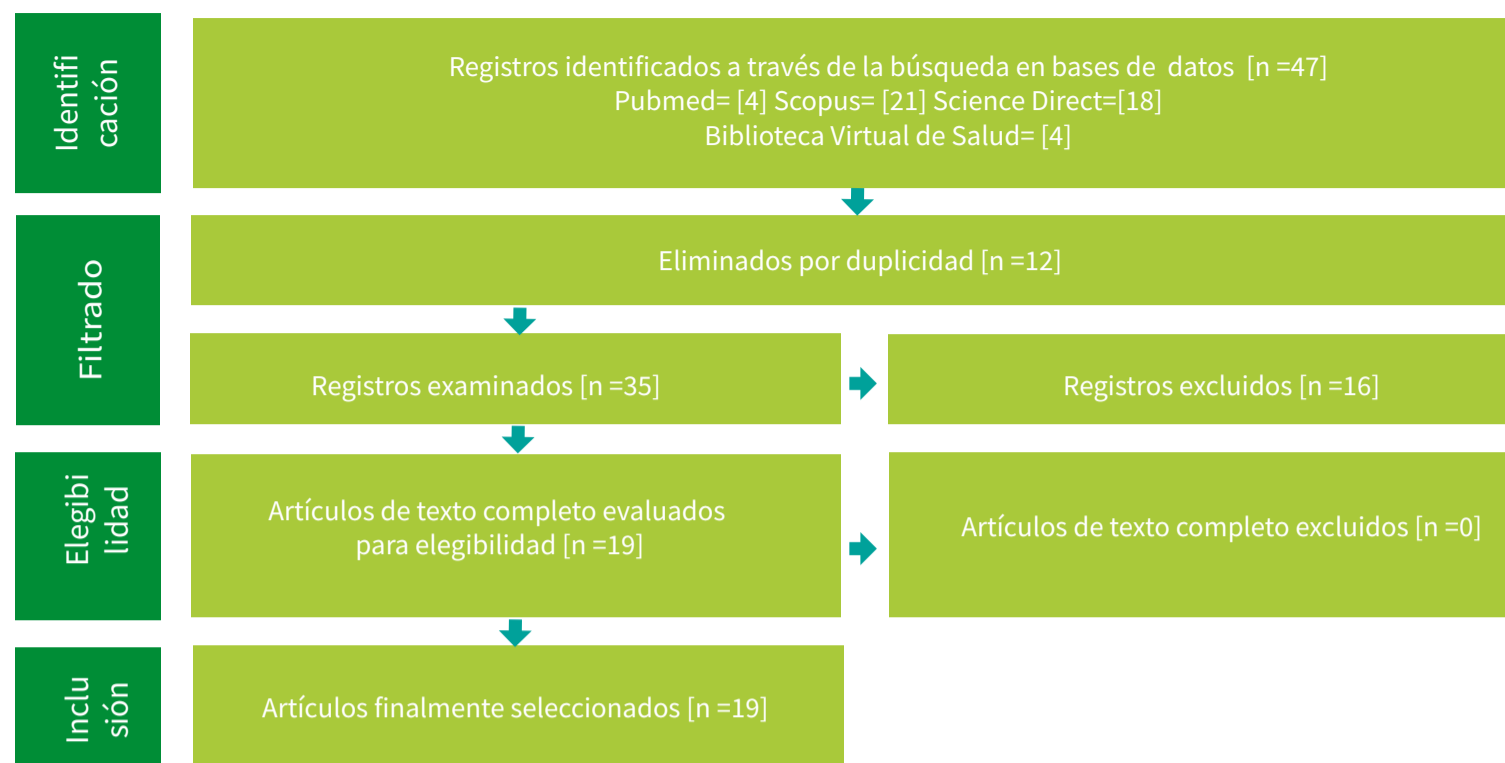 Identifi
cación
Registros identificados a través de la búsqueda en bases de  datos  [n =47]
Pubmed= [4] Scopus= [21] Science Direct=[18]
Biblioteca Virtual de Salud= [4]
Filtrado
Eliminados por duplicidad [n =12]
Registros examinados [n =35]
Registros excluidos [n =16]
Elegibi
lidad
Artículos de texto completo evaluados
para elegibilidad [n =19]
Artículos de texto completo excluidos [n =0]
Inclu
sión
Artículos finalmente seleccionados [n =19]